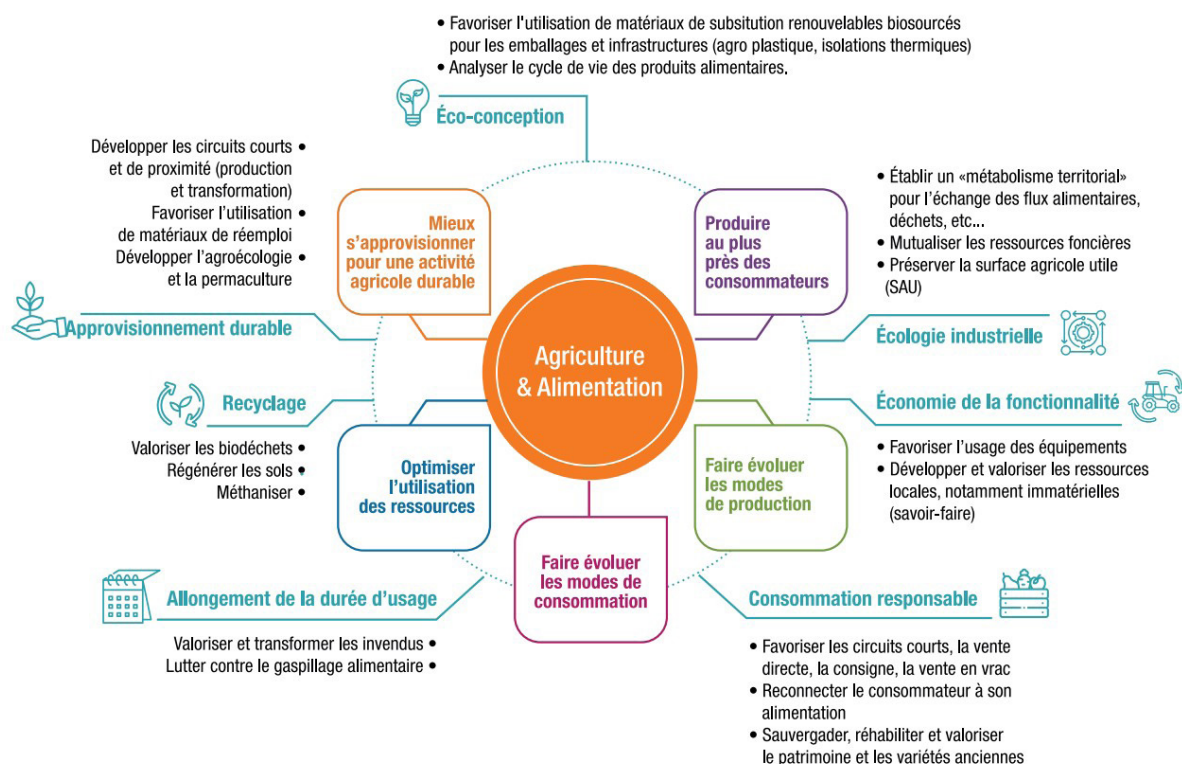 • Favoriser l'utilisation de matériaux de subsitution renouvelables biosourcés
pour les emballages et infrastructures (agro plastique, isolations thermiques)
• Analyser le cycle de vie des produits alimentaires.
Éco-conception
Développer les circuits courts •
et de proximité (production
et transformation)
Favoriser l'utilisation •
de matériaux de réemploi
Développer l'agroécologie •
et la permaculture
Approvisionnement durable
Mieux
s'approvisionner
pour une activité
agricole durable
Produire
au plus
près des
consommateurs
• Établir un «métabolisme territorial»
pour l'échange des flux alimentaires,
déchets, etc...
• Mutualiser les ressources foncières
• Préserver la surface agricole utile
(SAU)
Écologie industrielle
Agriculture
& Alimentation
Recyclage
Valoriser les biodéchets •
Régénérer les sols •
Méthaniser •
Optimiser
l'utilisation
des ressources
Faire évoluer
les modes
de production
Économie de la fonctionnalité
• Favoriser l'usage des équipements
• Développer et valoriser les ressources
locales, notamment immatérielles
(savoir-faire)
Faire évoluer
les modes de
consommation
Allongement de la durée d'usage
Valoriser et transformer les invendus •
Lutter contre le gaspillage alimentaire •
Consommation responsable
• Favoriser les circuits courts, la vente
directe, la consigne, la vente en vrac
• Reconnecter le consommateur à son
alimentation
• Sauvergader, réhabiliter et valoriser
le patrimoine et les variétés anciennes